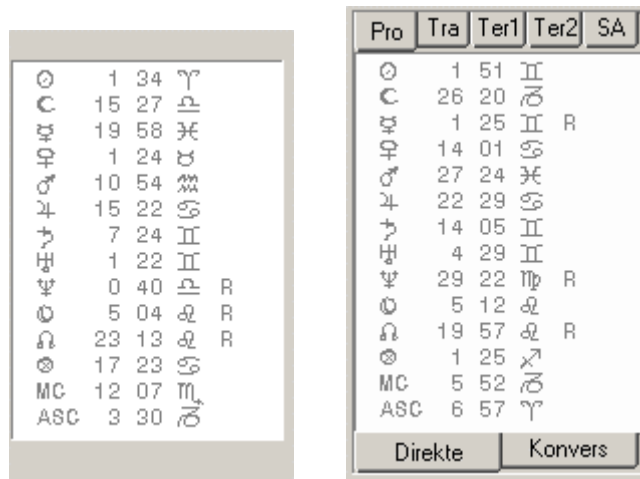 ☉ 1 34 ♈
☾ 15 27 ♎
☿ 19 58 ♓
♀ 1 24 ♉
♂ 10 54 ♒
♃ 15 22 ♋
♄ 7 24 ♊
♅ 1 22 ♊
♆ 0 40 ♎ R
♇ 5 04 ♌ R
☊ 23 13 ♌ R
⊗ 17 23 ♋
MC 12 07 ♏
ASC 3 30 ♑
Pro Tra Ter1 Ter2 SA
☉ 1 51 ♊
☾ 26 20 ♑
☿ 1 25 ♊ R
♀ 14 01 ♋
♂ 27 24 ♓
♃ 22 29 ♋
♄ 14 05 ♊
♅ 4 29 ♊
♆ 29 22 ♍ R
♇ 5 12 ♌
☊ 19 57 ♌ R
⊗ 1 25 ♐
MC 5 52 ♑
ASC 6 57 ♈
Direkte Konvers